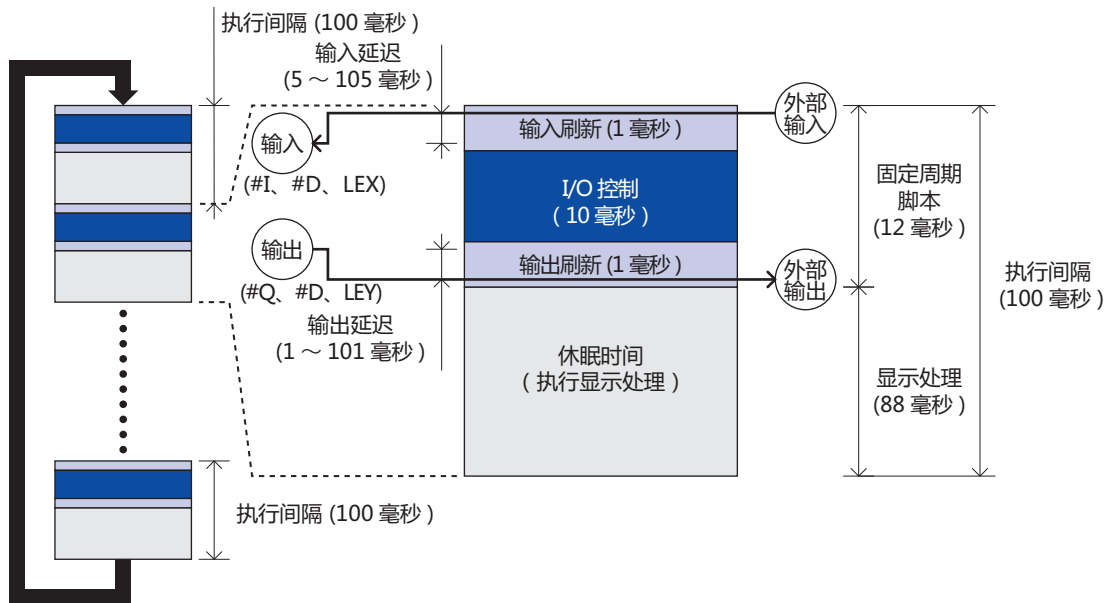 执行间隔 (100 毫秒 )
输入延迟
(5 ～ 105 毫秒 )
输入
(#I、#D、LEX)
输入刷新 (1 毫秒 )
外部
输入
I/O 控制
( 10 毫秒 )
固定周期
脚本
(12 毫秒 )
输出
(#Q、#D、LEY)
输出延迟
(1 ～ 101 毫秒 )
输出刷新 (1 毫秒 )
外部
输出
执行间隔
(100 毫秒 )
休眠时间
( 执行显示处理 )
显示处理
(88 毫秒 )
执行间隔 (100 毫秒 )